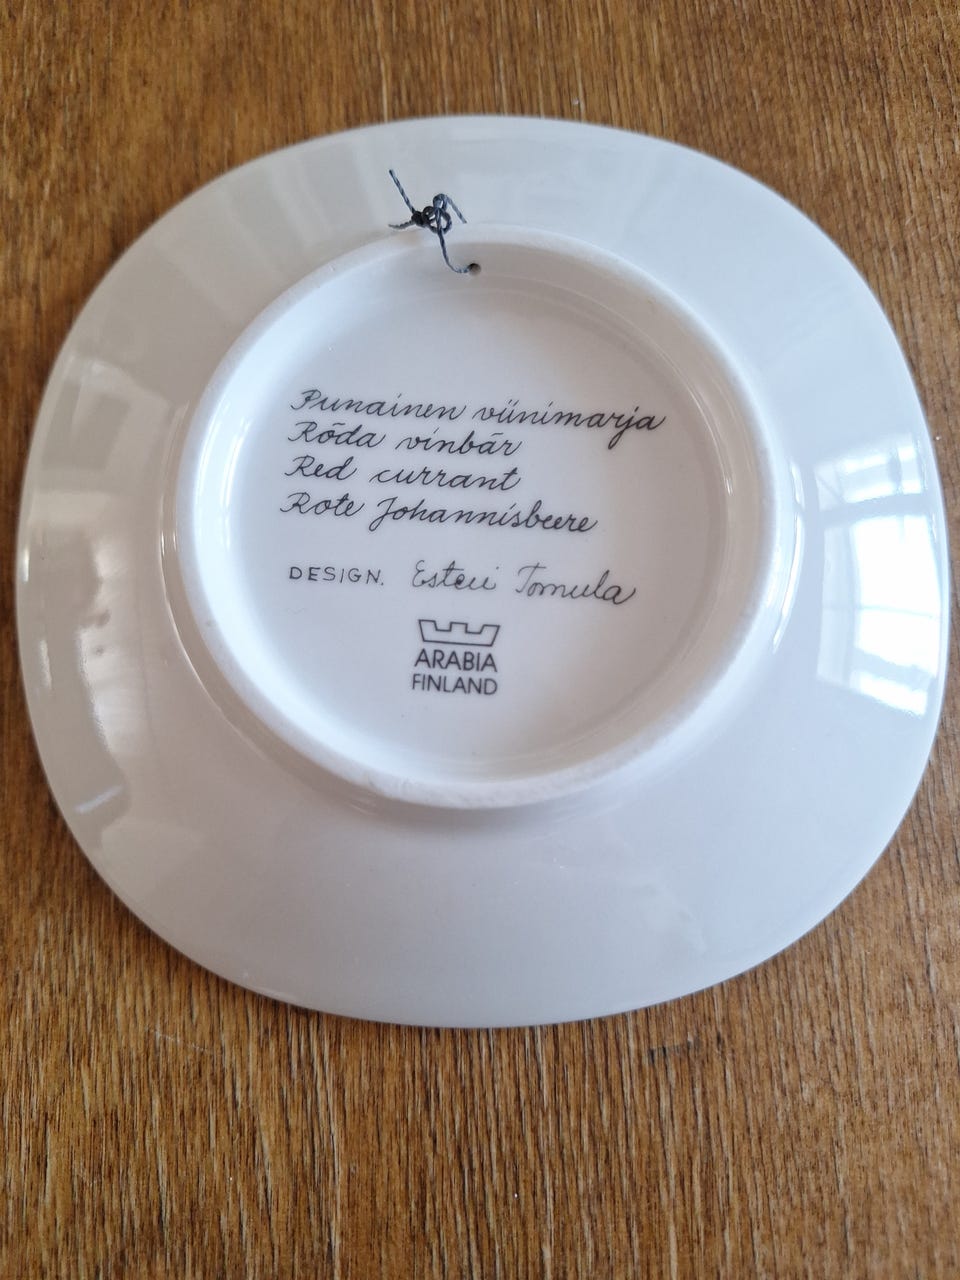 Punainen viinimarja
Röda vinbär
Red currant
Rote Johannisbeere
DESIGN. Esteri Tomula
ARABIA
FINLAND